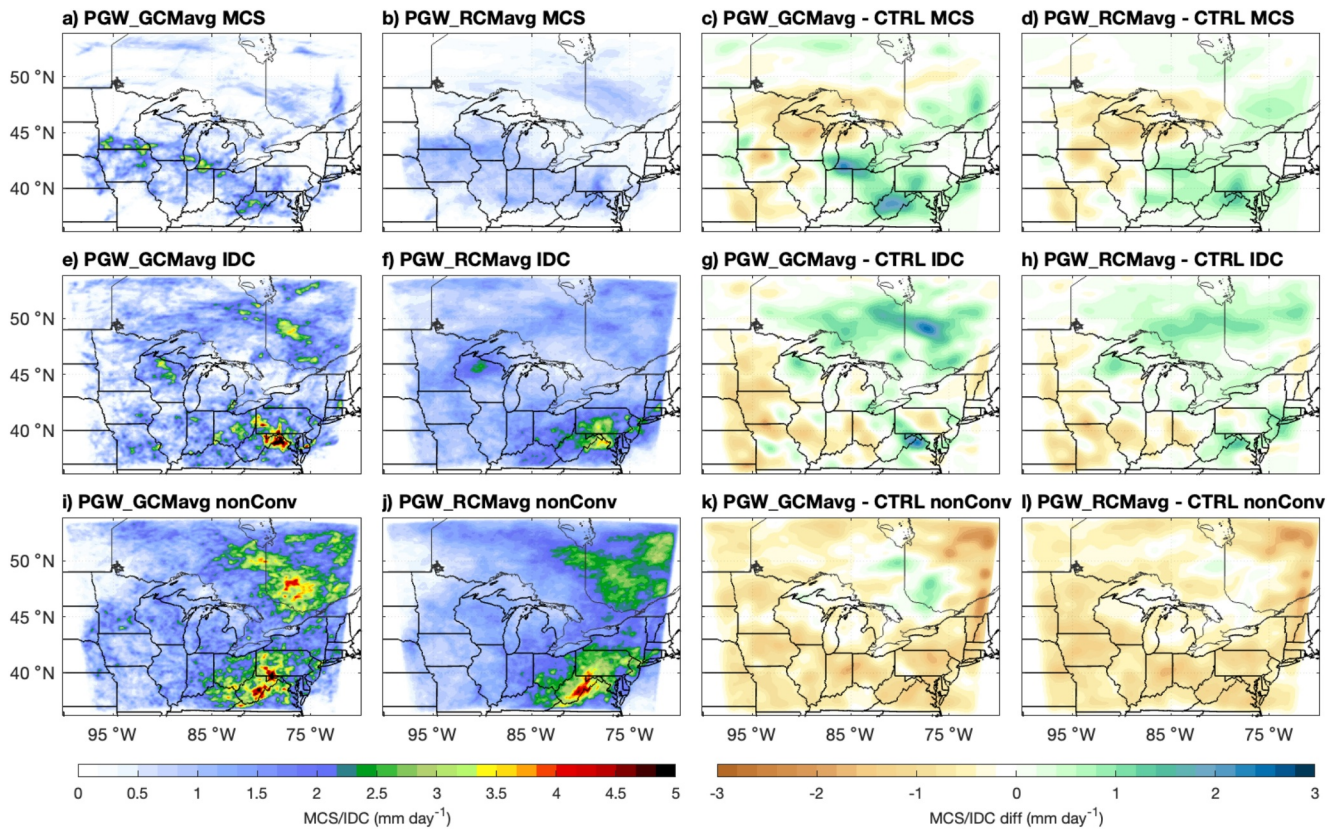 a) PGW_GCMavg MCS
b) PGW_RCMavg MCS
c) PGW_GCMavg - CTRL MCS
d) PGW_RCMavg - CTRL MCS
50 °N
45 °N
40 °N
e) PGW_GCMavg IDC
f) PGW_RCMavg IDC
g) PGW_GCMavg - CTRL IDC
h) PGW_RCMavg - CTRL IDC
50 °N
45 °N
40 °N
i) PGW_GCMavg nonConv
j) PGW_RCMavg nonConv
k) PGW_GCMavg - CTRL nonConv
l) PGW_RCMavg - CTRL nonConv
50 °N
45 °N
40 °N
95 °W 85 °W 75 °W 95 °W 85 °W 75 °W 95 °W 85 °W 75 °W 95 °W 85 °W 75 °W
0 0.5 1 1.5 2 2.5 3 3.5 4 4.5 5
MCS/IDC (mm day⁻¹)
-3 -2 -1 0 1 2 3
MCS/IDC diff (mm day⁻¹)